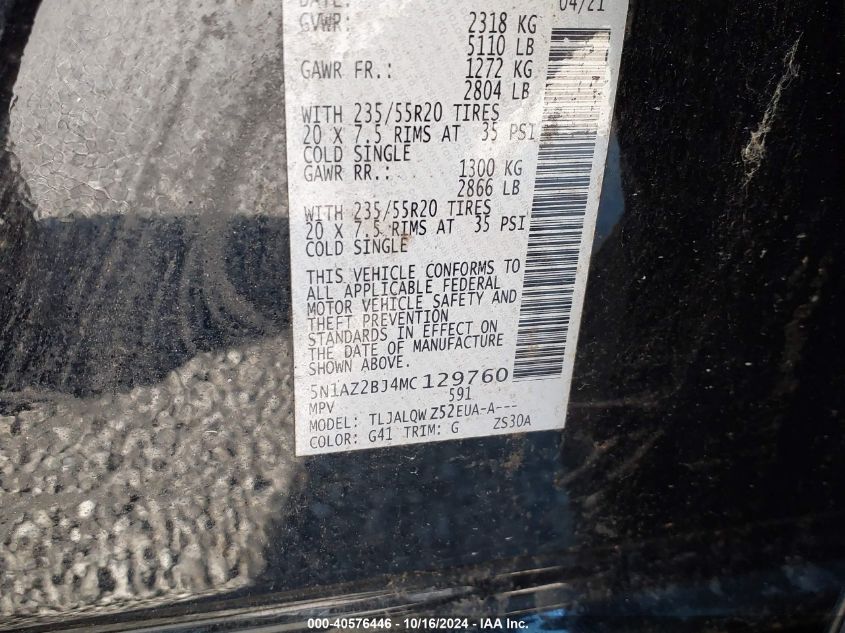 DATE: 04/21
GVWR: 2318 KG
5110 LB
GAWR FR.: 1272 KG
2804 LB
WITH 235/55R20 TIRES
20 X 7.5 RIMS AT 35 PSI
COLD SINGLE
GAWR RR.: 1300 KG
2866 LB
WITH 235/55R20 TIRES
20 X 7.5 RIMS AT 35 PSI
COLD SINGLE
THIS VEHICLE CONFORMS TO
ALL APPLICABLE FEDERAL
MOTOR VEHICLE SAFETY AND
THEFT PREVENTION
STANDARDS IN EFFECT ON
THE DATE OF MANUFACTURE
SHOWN ABOVE.
5N1AZ2BJ4MC129760
MPV 591
MODEL: TLJALQWZ52EUA-A---
COLOR: G41 TRIM: G ZS30A
000-40576446 - 10/16/2024 - IAA Inc.